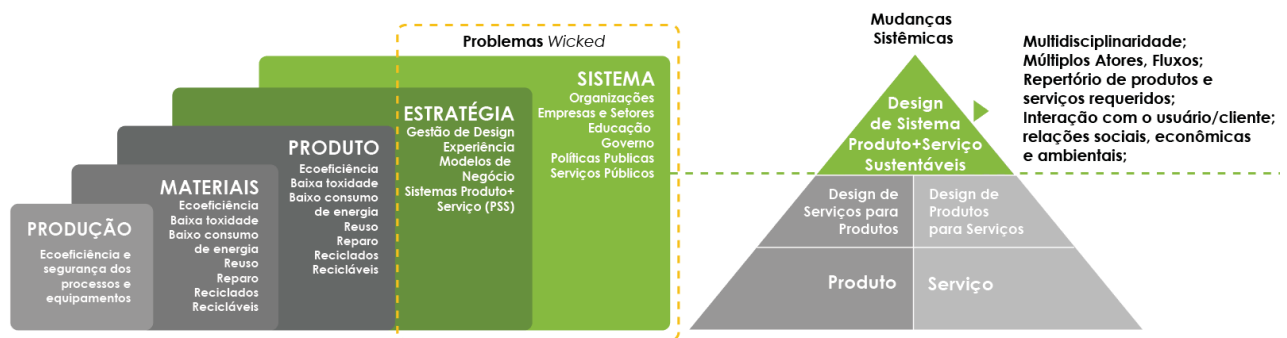 Problemas Wicked
PRODUÇÃO
Ecoeficiência e
segurança dos
processos e
equipamentos
MATERIAIS
Ecoeficiência
Baixa toxidade
Baixo consumo
de energia
Reuso
Reparo
Reciclados
Recicláveis
PRODUTO
Ecoeficiência
Baixa toxidade
Baixo consumo
de energia
Reuso
Reparo
Reciclados
Recicláveis
ESTRATÉGIA
Gestão de Design
Experiência
Modelos de
Negócio
Sistemas Produto+
Serviço (PSS)
SISTEMA
Organizações
Empresas e Setores
Educação
Governo
Políticas Publicas
Serviços Públicos
Mudanças
Sistêmicas
Design
de Sistema
Produto+Serviço
Sustentáveis
Design de
Serviços para
Produtos
Design de
Produtos
para Serviços
Produto
Serviço
Multidisciplinaridade;
Múltiplos Atores, Fluxos;
Repertório de produtos e
serviços requeridos;
Interação com o usuário/cliente;
relações sociais, econômicas
e ambientais;